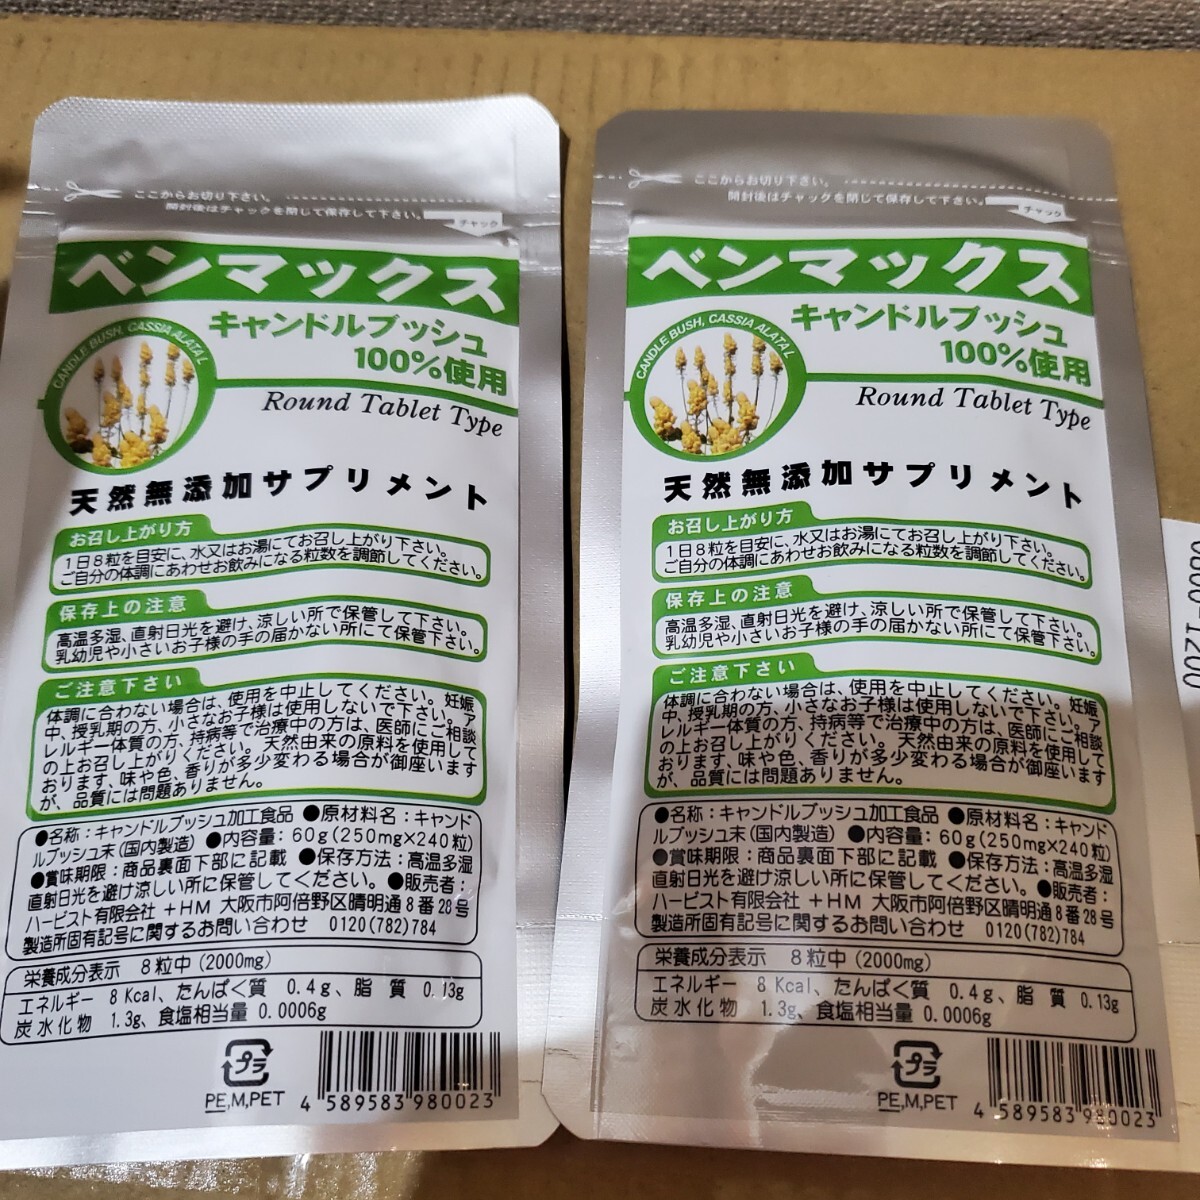 ここからお切り下さい。
開封後はチャックを閉じて保存して下さい。
チャック
ベンマックス
CANDLE BUSH, CASSIA ALATA L
キャンドルブッシュ
100%使用
Round Tablet Type
天然無添加サプリメント
お召し上がり方
1日8粒を目安に、水又はお湯にてお召し上がり下さい。
ご自分の体調にあわせお飲みになる粒数を調節してください。
保存上の注意
高温多湿、直射日光を避け、涼しい所で保管して下さい。
乳幼児や小さいお子様の手の届かない所にて保管下さい。
ご注意下さい
体調に合わない場合は、使用を中止してください。妊娠
中、授乳期の方、小さなお子様は使用しないで下さい。ア
レルギー体質の方、持病等で治療中の方は、医師にご相談
の上お召し上がりください。天然由来の原料を使用して
おります、味や色、香りが多少変わる場合が御座います
が、品質には問題ありません。
●名称：キャンドルブッシュ加工食品 ●原材料名：キャンド
ルブッシュ末(国内製造) ●内容量：60g(250mg×240粒)
●賞味期限：商品裏面下部に記載 ●保存方法：高温多湿
直射日光を避け涼しい所に保管してください。●販売者：
ハービスト有限会社 +HM 大阪市阿倍野区晴明通8番28号
製造所固有記号に関するお問い合わせ 0120(782)784
栄養成分表示 8粒中(2000mg)
エネルギー 8Kcal、たんぱく質 0.4g、脂質 0.13g
炭水化物 1.3g、食塩相当量 0.0006g
プラ
PE,M,PET
4 589583 980023
ここからお切り下さい。
開封後はチャックを閉じて保存して下さい。
チャック
ベンマックス
CANDLE BUSH, CASSIA ALATA L
キャンドルブッシュ
100%使用
Round Tablet Type
天然無添加サプリメント
お召し上がり方
1日8粒を目安に、水又はお湯にてお召し上がり下さい。
ご自分の体調にあわせお飲みになる粒数を調節してください。
保存上の注意
高温多湿、直射日光を避け、涼しい所で保管して下さい。
乳幼児や小さいお子様の手の届かない所にて保管下さい。
ご注意下さい
体調に合わない場合は、使用を中止してください。妊娠
中、授乳期の方、小さなお子様は使用しないで下さい。ア
レルギー体質の方、持病等で治療中の方は、医師にご相談
の上お召し上がりください。天然由来の原料を使用して
おります、味や色、香りが多少変わる場合が御座います
が、品質には問題ありません。
●名称：キャンドルブッシュ加工食品 ●原材料名：キャンド
ルブッシュ末(国内製造) ●内容量：60g(250mg×240粒)
●賞味期限：商品裏面下部に記載 ●保存方法：高温多湿
直射日光を避け涼しい所に保管してください。●販売者：
ハービスト有限会社 +HM 大阪市阿倍野区晴明通8番28号
製造所固有記号に関するお問い合わせ 0120(782)784
栄養成分表示 8粒中(2000mg)
エネルギー 8Kcal、たんぱく質 0.4g、脂質 0.13g
炭水化物 1.3g、食塩相当量 0.0006g
プラ
PE,M,PET
4 589583 980023